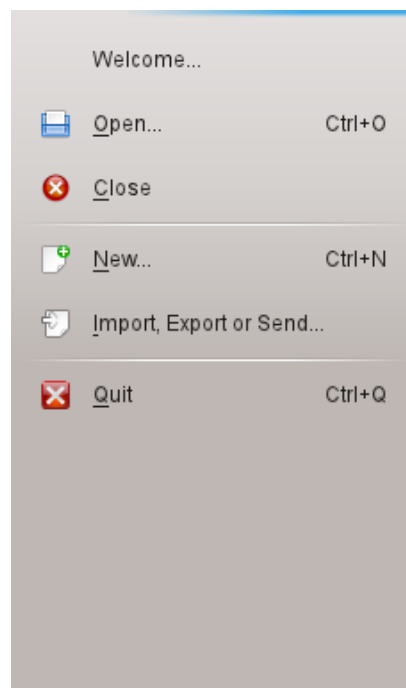 Welcome...
Open... Ctrl+O
Close
New... Ctrl+N
Import, Export or Send...
Quit Ctrl+Q